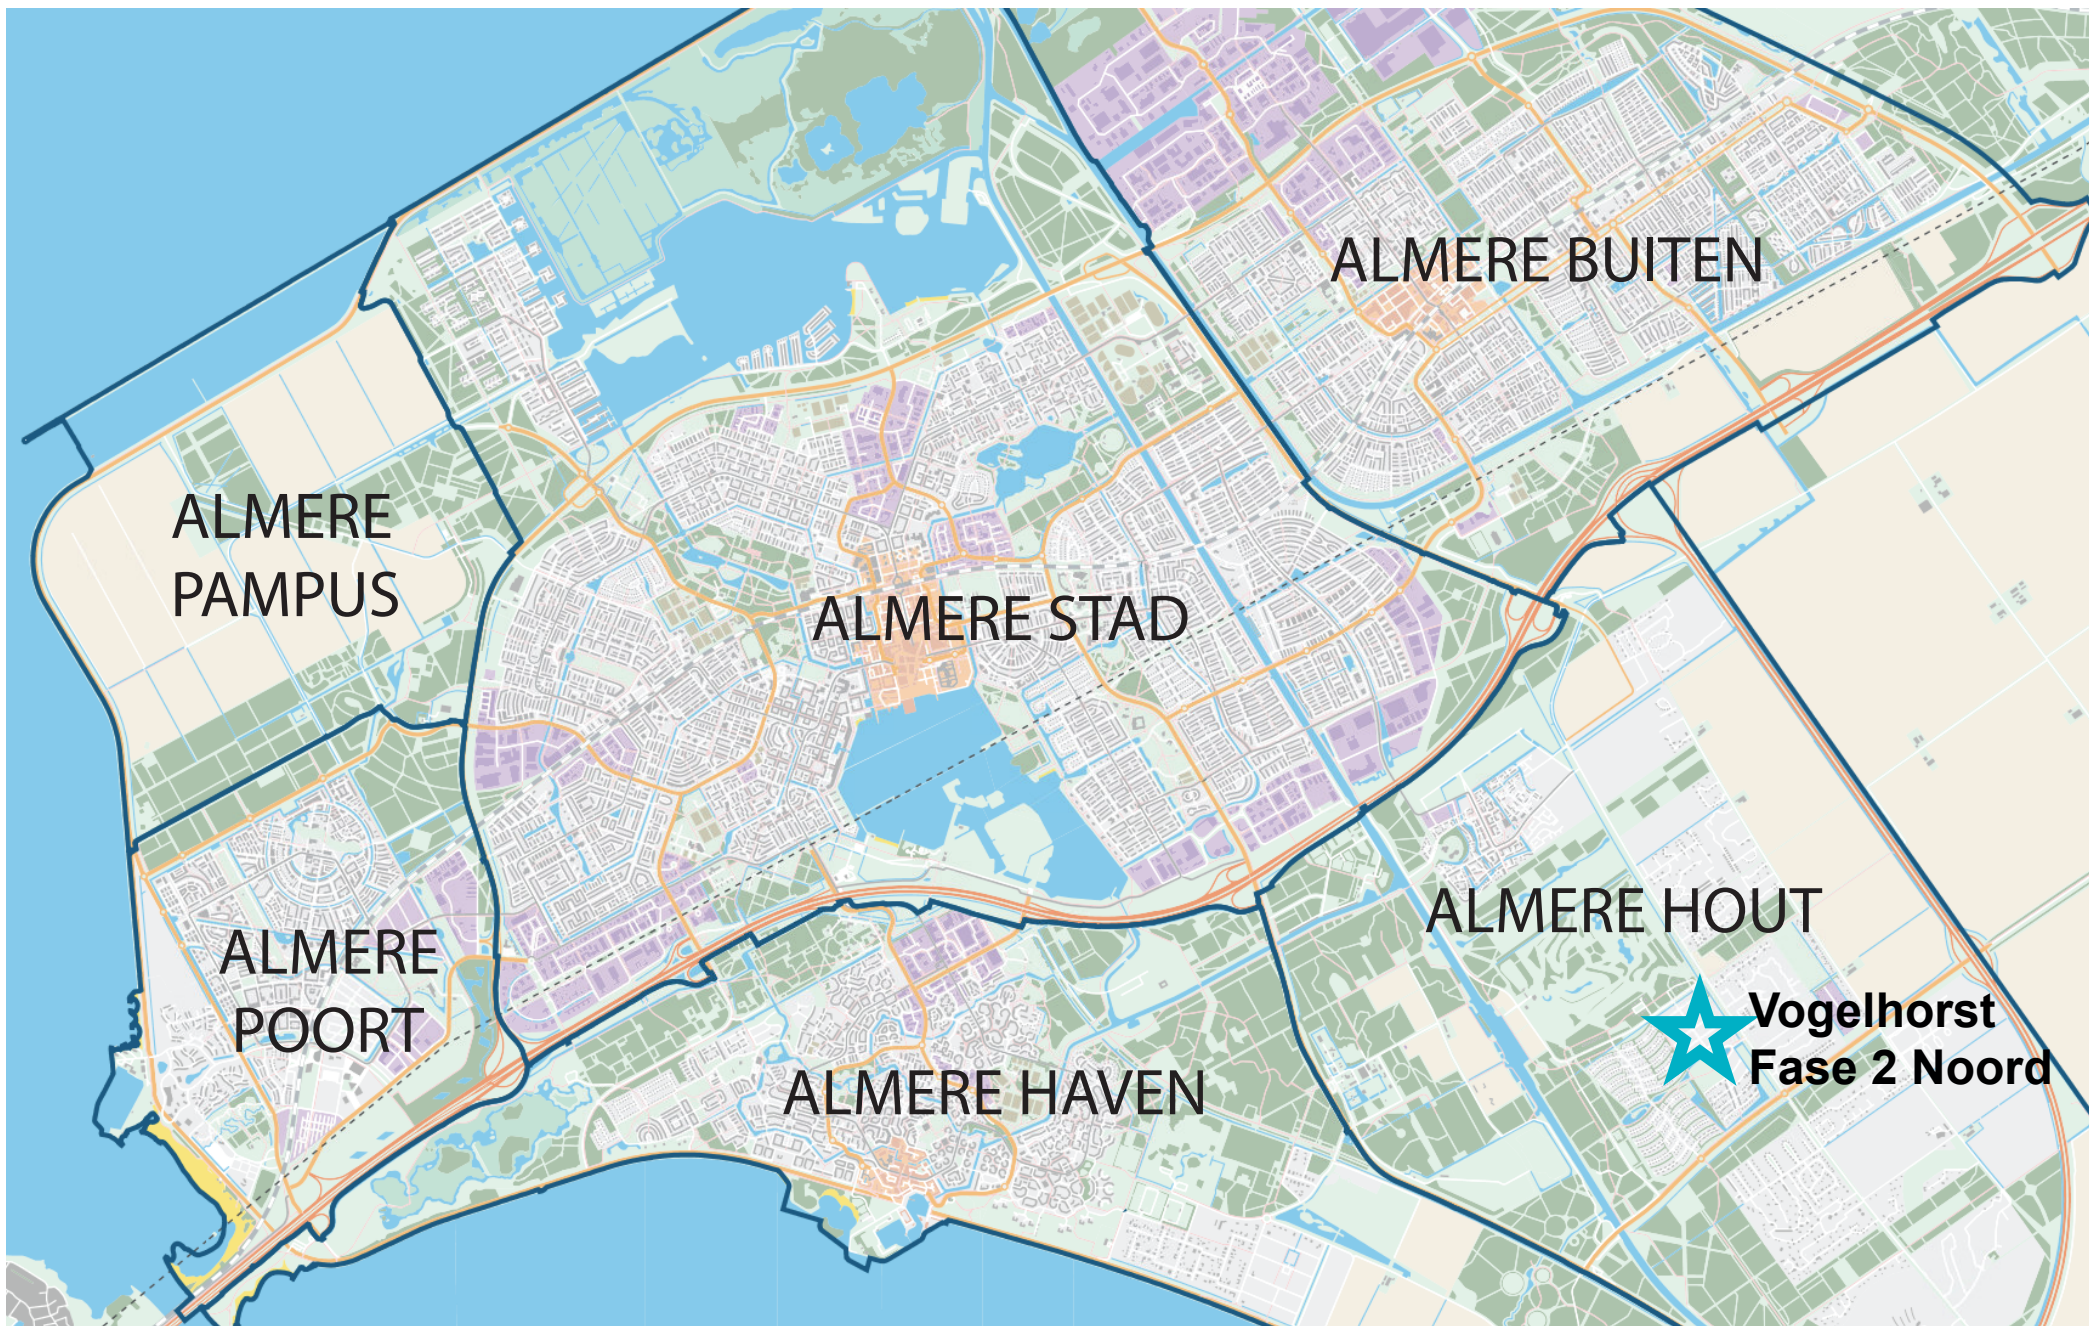 ALMERE BUITEN
ALMERE
PAMPUS
ALMERE STAD
ALMERE HOUT
ALMERE
POORT
Vogelhorst
Fase 2 Noord
ALMERE HAVEN